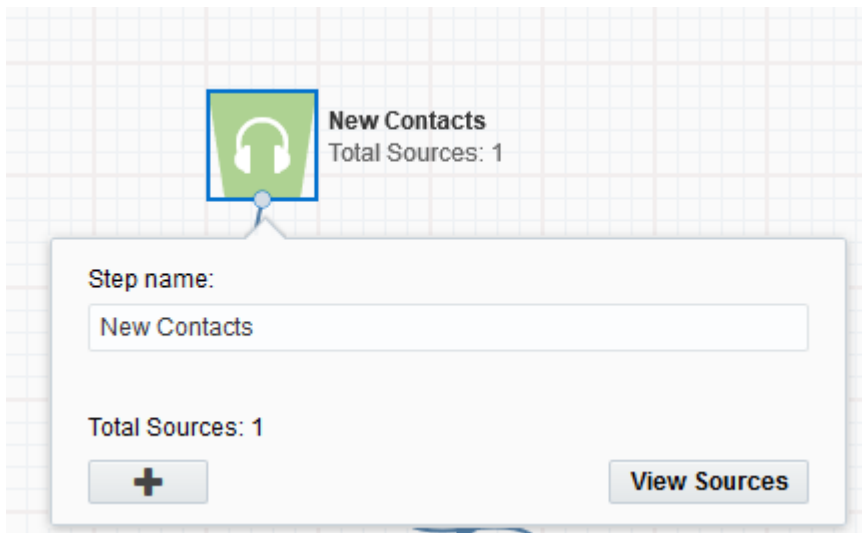 New Contacts
Total Sources: 1
Step name:
New Contacts
Total Sources: 1
View Sources